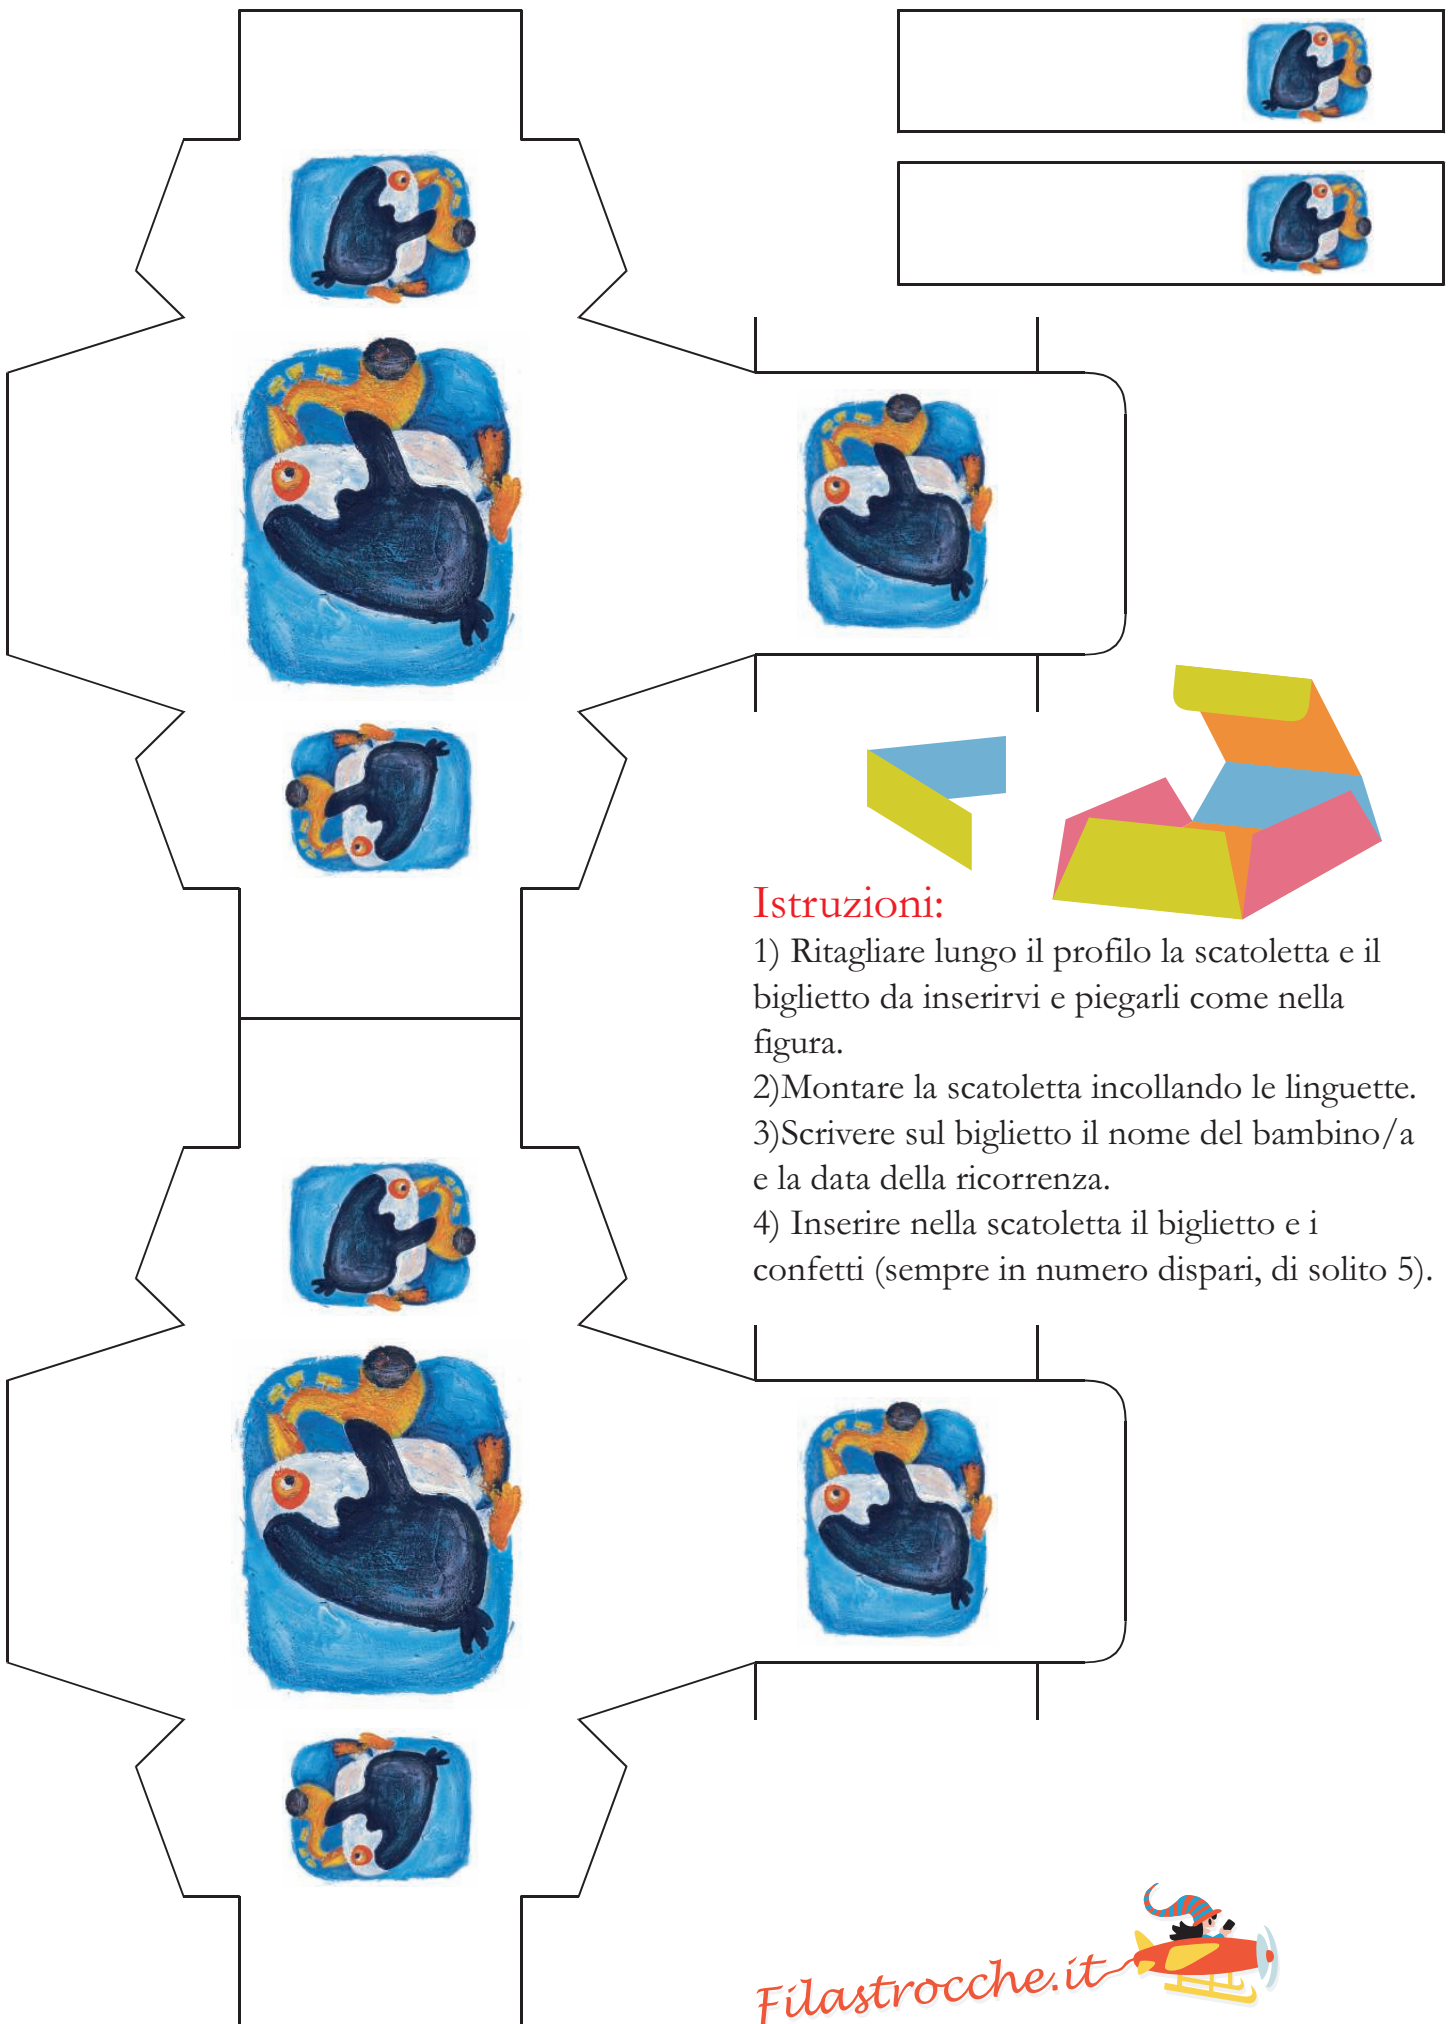 Istruzioni:
1) Ritagliare lungo il profilo la scatoletta e il
biglietto da inserirvi e piegarli come nella
figura.
2)Montare la scatoletta incollando le linguette.
3)Scrivere sul biglietto il nome del bambino/a
e la data della ricorrenza.
4) Inserire nella scatoletta il biglietto e i
confetti (sempre in numero dispari, di solito 5).
Filastrocche.it